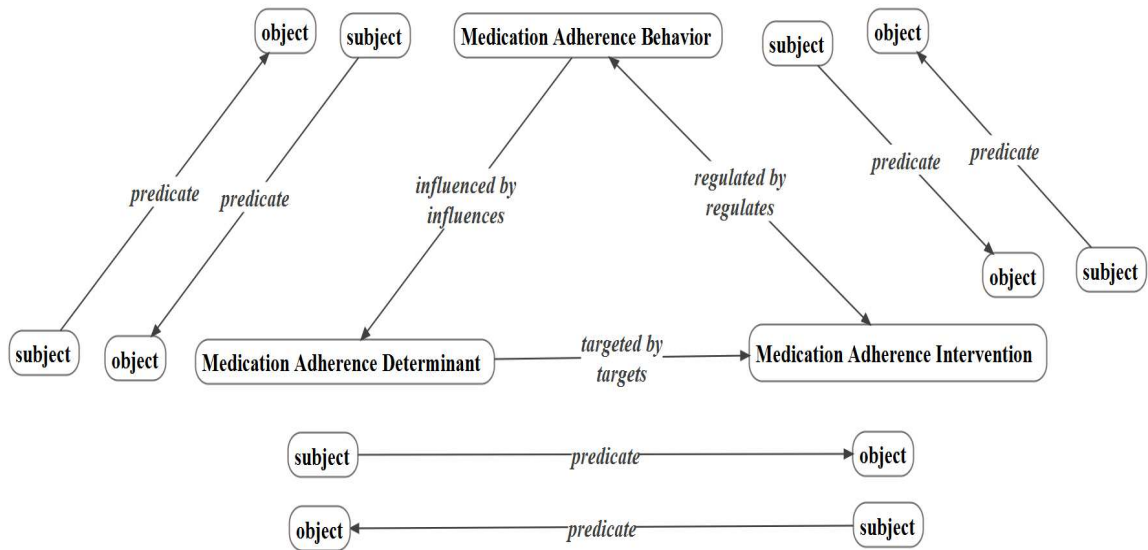 object
subject
Medication Adherence Behavior
subject
object
predicate
predicate
influenced by
influences
regulated by
regulates
predicate
predicate
subject
object
object
subject
Medication Adherence Determinant
targeted by
targets
Medication Adherence Intervention
subject
predicate
object
object
predicate
subject